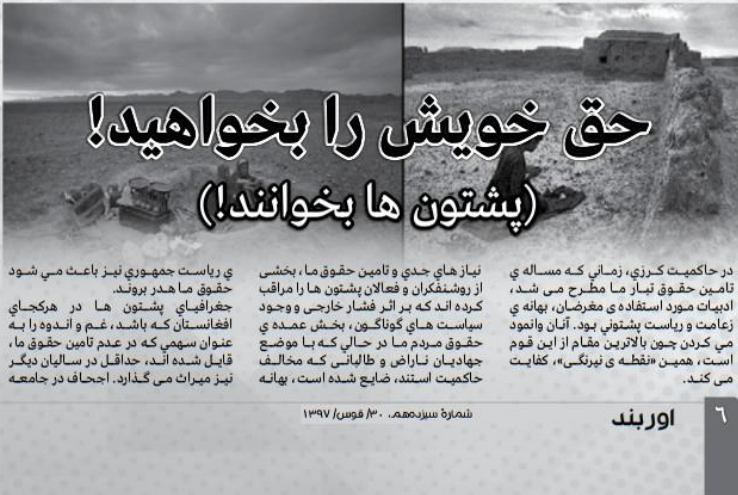 حق خویش را بخواهید!
(پشتون ها بخوانند!)
در حاکمیت کرزی، زمانی که مساله ی
تامین حقوق تبار ما مطرح می شد،
ادبیات مورد استفاده ی مغرضان، بهانه ی
زعامت و ریاست پشتونی بود. آنان وانمود
می کردن چون بالاترین مقام از این قوم
است، همین «نقطه ی نیرنگی»، کفایت
می کند.
نیاز های جدی و تامین حقوق ما، بخشی
از روشنفکران و فعالان پشتون ها را مراقب
کرده اند که بر اثر فشار خارجی و وجود
سیاست های گوناگون، بخش عمده ی
حقوق مردم ما در حالی که با موضع
جهادیان ناراض و طالبانی که مخالف
حاکمیت استند، ضایع شده است، بهانه
ی ریاست جمهوری نیز باعث می شود
حقوق ما هدر بروند.
جغرافیای پشتون ها در هرکجای
افغانستان که باشد، غم و اندوه را به
عنوان سهمی که در عدم تامین حقوق ما،
قایل شده اند، حداقل در سالیان دیگر
نیز میراث می گذارد. اجحاف در جامعه
۶
اوربند
شمارۀ سیزدهم، ۳۰/ قوس/ ۱۳۹۷